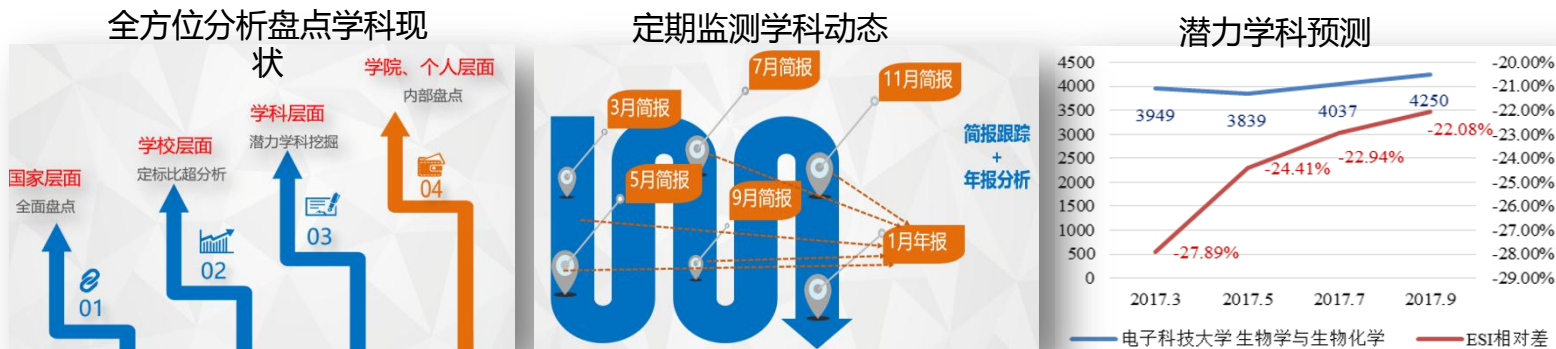 全方位分析盘点学科现
状
国家层面
全面盘点
01
学校层面
定标比超分析
02
学科层面
潜力学科挖掘
03
学院、个人层面
内部盘点
04
定期监测学科动态
3月简报
7月简报
11月简报
5月简报
9月简报
1月年报
简报跟踪
+
年报分析
潜力学科预测
4500
4000
3500
3000
2500
2000
1500
1000
500
0
3949
3839
4037
4250
-27.89%
-24.41%
-22.94%
-22.08%
-20.00%
-21.00%
-22.00%
-23.00%
-24.00%
-25.00%
-26.00%
-27.00%
-28.00%
-29.00%
2017.3
2017.5
2017.7
2017.9
电子科技大学 生物学与生物化学
ESI相对差